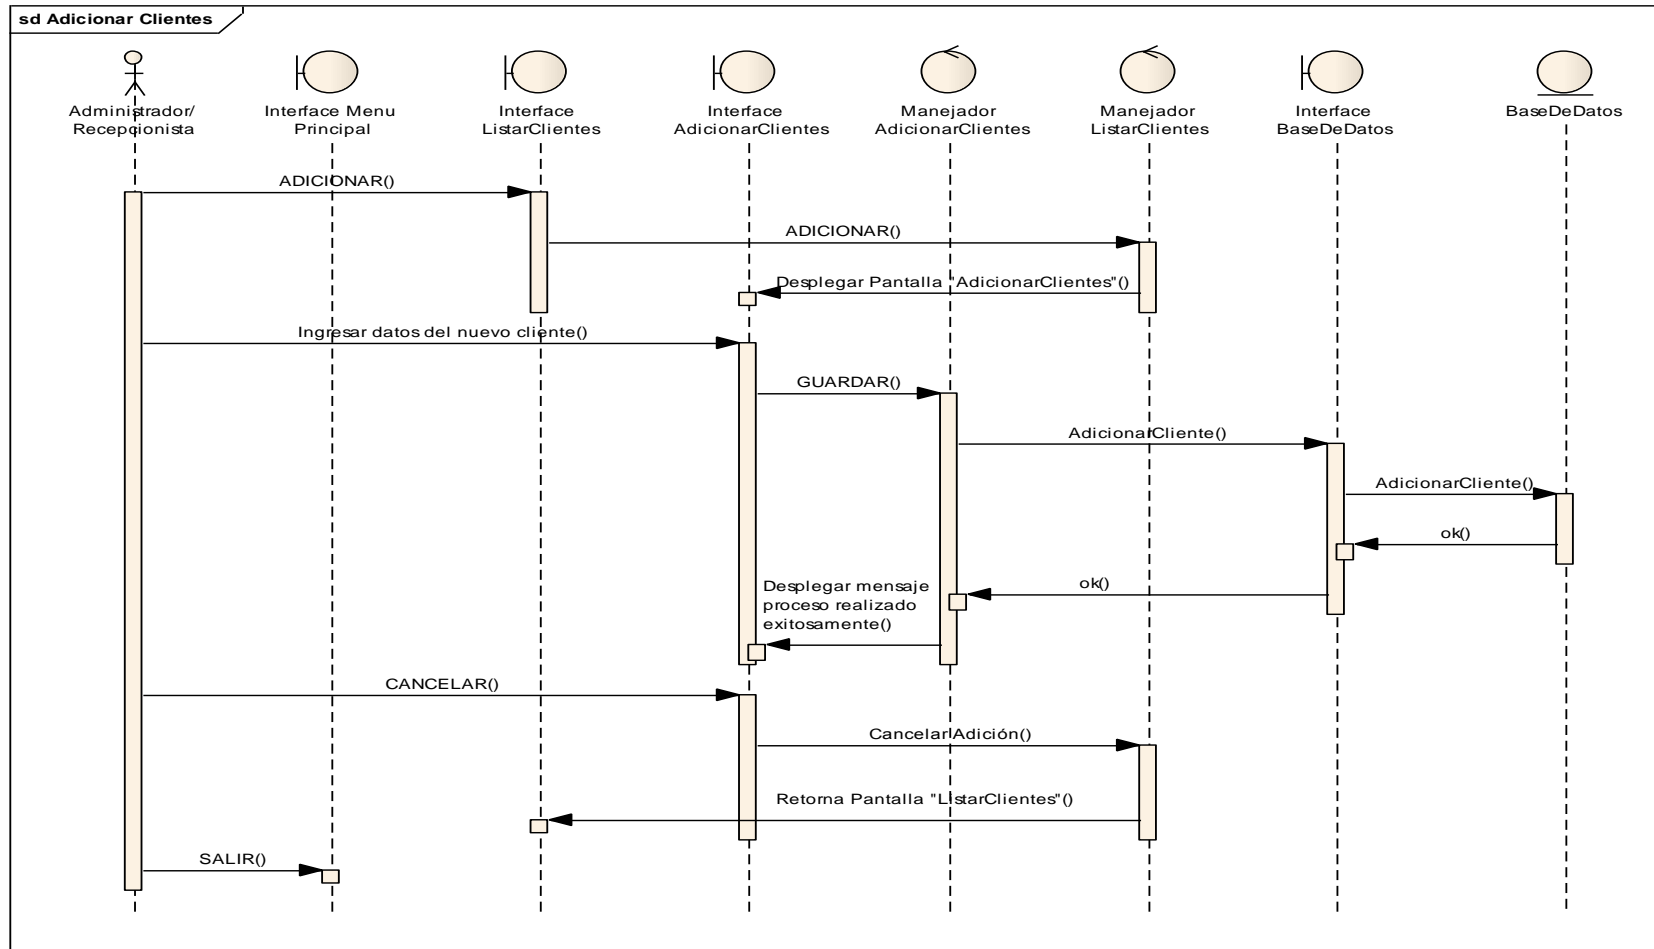 sd Adicionar Clientes
Administrador/
Recepcionista
Interface Menu
Principal
Interface
ListarClientes
Interface
AdicionarClientes
Manejador
AdicionarClientes
Manejador
ListarClientes
Interface
BaseDeDatos
BaseDeDatos
ADICIONAR()
ADICIONAR()
Desplegar Pantalla "AdicionarClientes"()
Ingresar datos del nuevo cliente()
GUARDAR()
AdicionarCliente()
AdicionarCliente()
ok()
ok()
Desplegar mensaje
proceso realizado
exitosamente()
CANCELAR()
Cancelar Adición()
Retorna Pantalla "ListarClientes"()
SALIR()